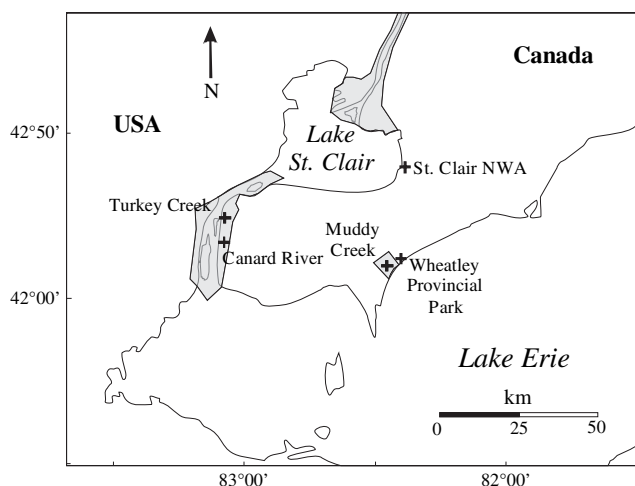 Canada
N
USA
42°50'
Lake
St. Clair
St. Clair NWA
Turkey Creek
Muddy
Creek
Canard River
Wheatley
Provincial
Park
42°00'
Lake Erie
km
0 25 50
83°00'
82°00'